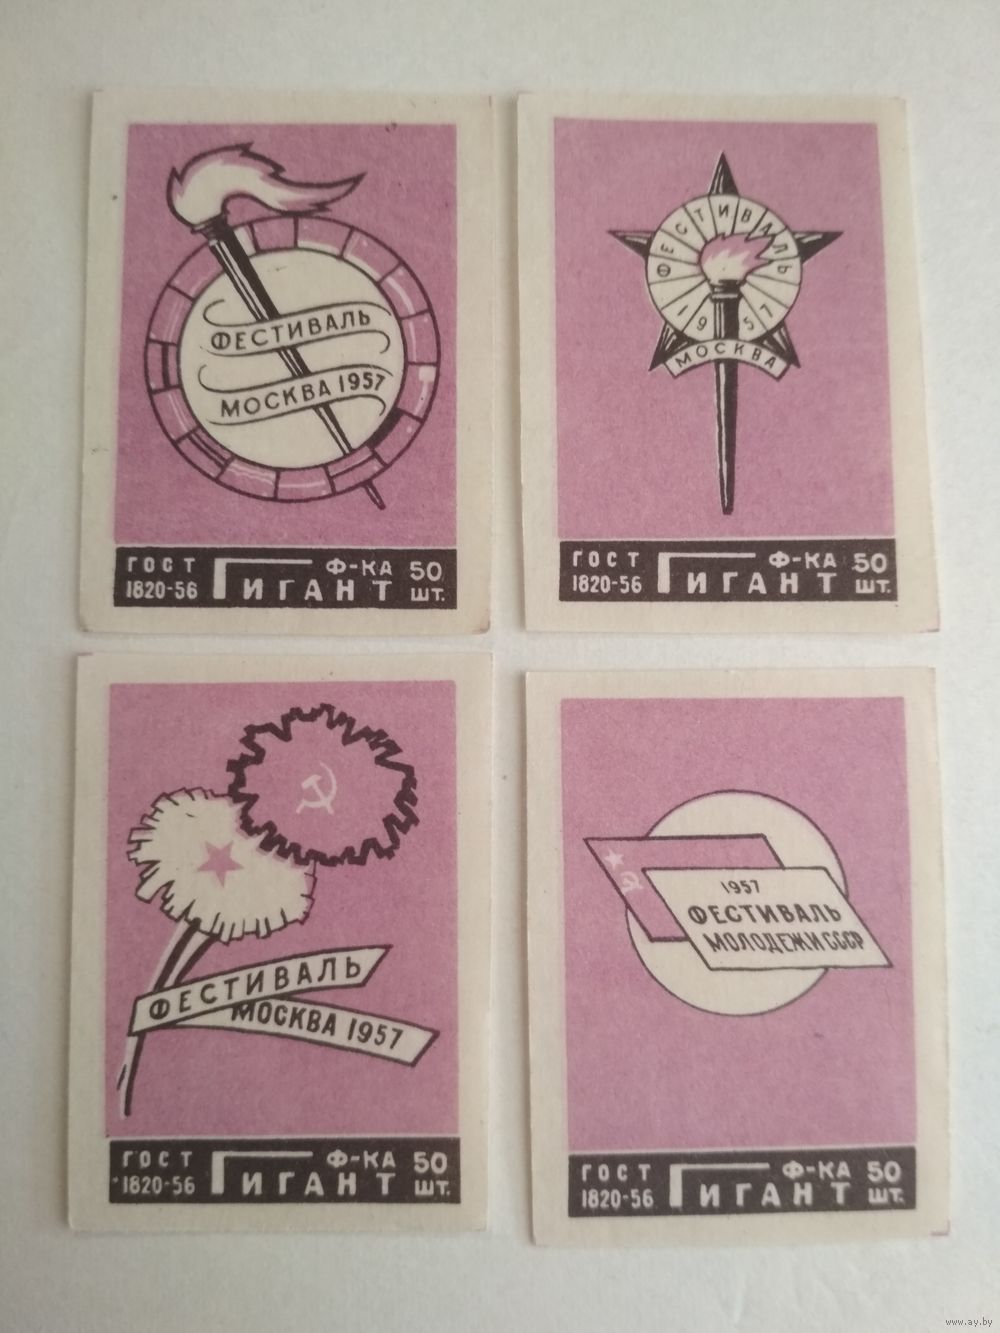 ФЕСТИВАЛЬ
МОСКВА 1957
ГОСТ
1820-56
Ф-КА
ГИГАНТ
50
ШТ.
ФЕСТИВАЛЬ
1957
МОСКВА
ГОСТ
1820-56
Ф-КА
ГИГАНТ
50
ШТ.
ФЕСТИВАЛЬ
МОСКВА 1957
ГОСТ
1820-56
Ф-КА
ГИГАНТ
50
ШТ.
1957
ФЕСТИВАЛЬ
МОЛОДЕЖИ СССР
ГОСТ
1820-56
Ф-КА
ГИГАНТ
50
ШТ.
www.ay.by